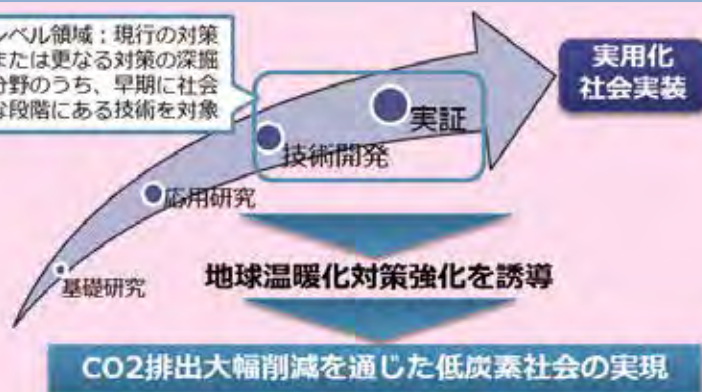 ベル領域：現行の対策
または更なる対策の深掘
分野のうち、早期に社会
な段階にある技術を対象
実用化
社会実装
実証
技術開発
応用研究
基礎研究
地球温暖化対策強化を誘導
CO2排出大幅削減を通じた低炭素社会の実現